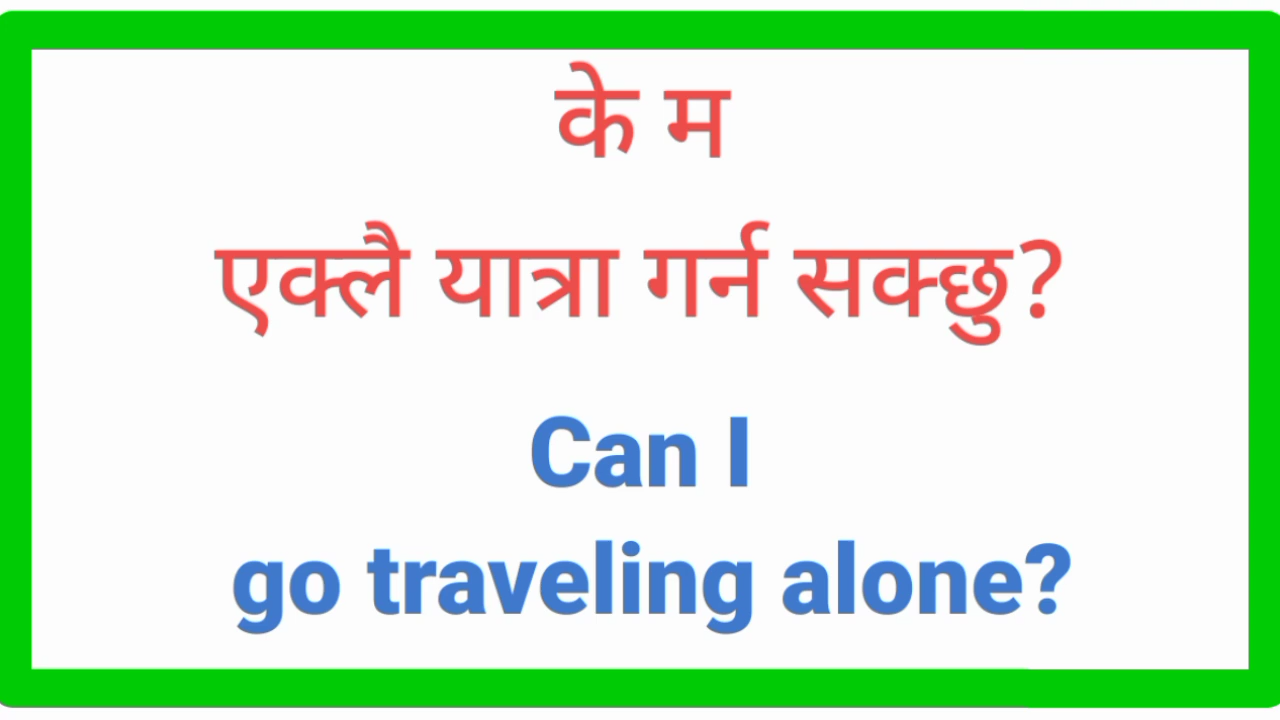 के म
एक्लै यात्रा गर्न सक्छु?
Can I
go traveling alone?